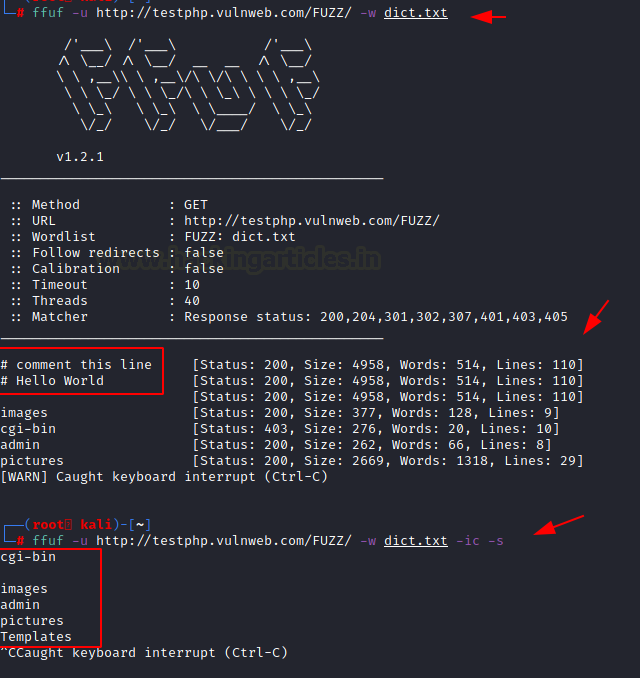 (root kali)-[~]
# ffuf -u http://testphp.vulnweb.com/FUZZ/ -w dict.txt
v1.2.1
:: Method : GET
:: URL : http://testphp.vulnweb.com/FUZZ/
:: Wordlist : FUZZ: dict.txt
:: Follow redirects : false
:: Calibration : false
:: Timeout : 10
:: Threads : 40
:: Matcher : Response status: 200,204,301,302,307,401,403,405
www.hackingarticles.in
# comment this line [Status: 200, Size: 4958, Words: 514, Lines: 110]
# Hello World [Status: 200, Size: 4958, Words: 514, Lines: 110]
[Status: 200, Size: 4958, Words: 514, Lines: 110]
images [Status: 200, Size: 377, Words: 128, Lines: 9]
cgi-bin [Status: 403, Size: 276, Words: 20, Lines: 10]
admin [Status: 200, Size: 262, Words: 66, Lines: 8]
pictures [Status: 200, Size: 2669, Words: 1318, Lines: 29]
[WARN] Caught keyboard interrupt (Ctrl-C)
(root kali)-[~]
# ffuf -u http://testphp.vulnweb.com/FUZZ/ -w dict.txt -ic -s
cgi-bin
images
admin
pictures
Templates
^CCaught keyboard interrupt (Ctrl-C)